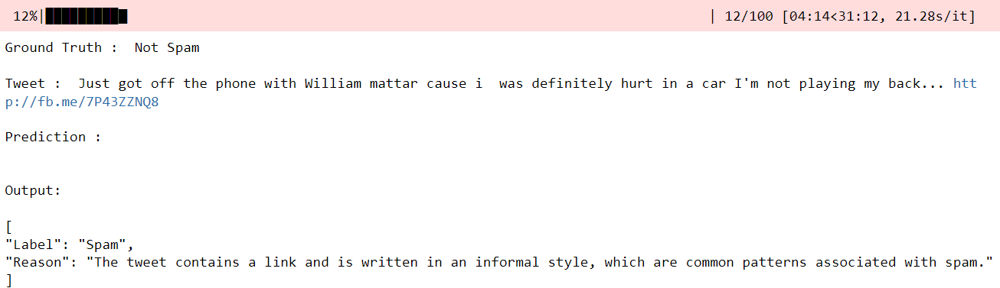 12%|██████████ | 12/100 [04:14<31:12, 21.28s/it]
Ground Truth :  Not Spam
Tweet :  Just got off the phone with William mattar cause i  was definitely hurt in a car I'm not playing my back... htt
p://fb.me/7P43ZZNQ8
Prediction :
Output:
[
"Label": "Spam",
"Reason": "The tweet contains a link and is written in an informal style, which are common patterns associated with spam."
]